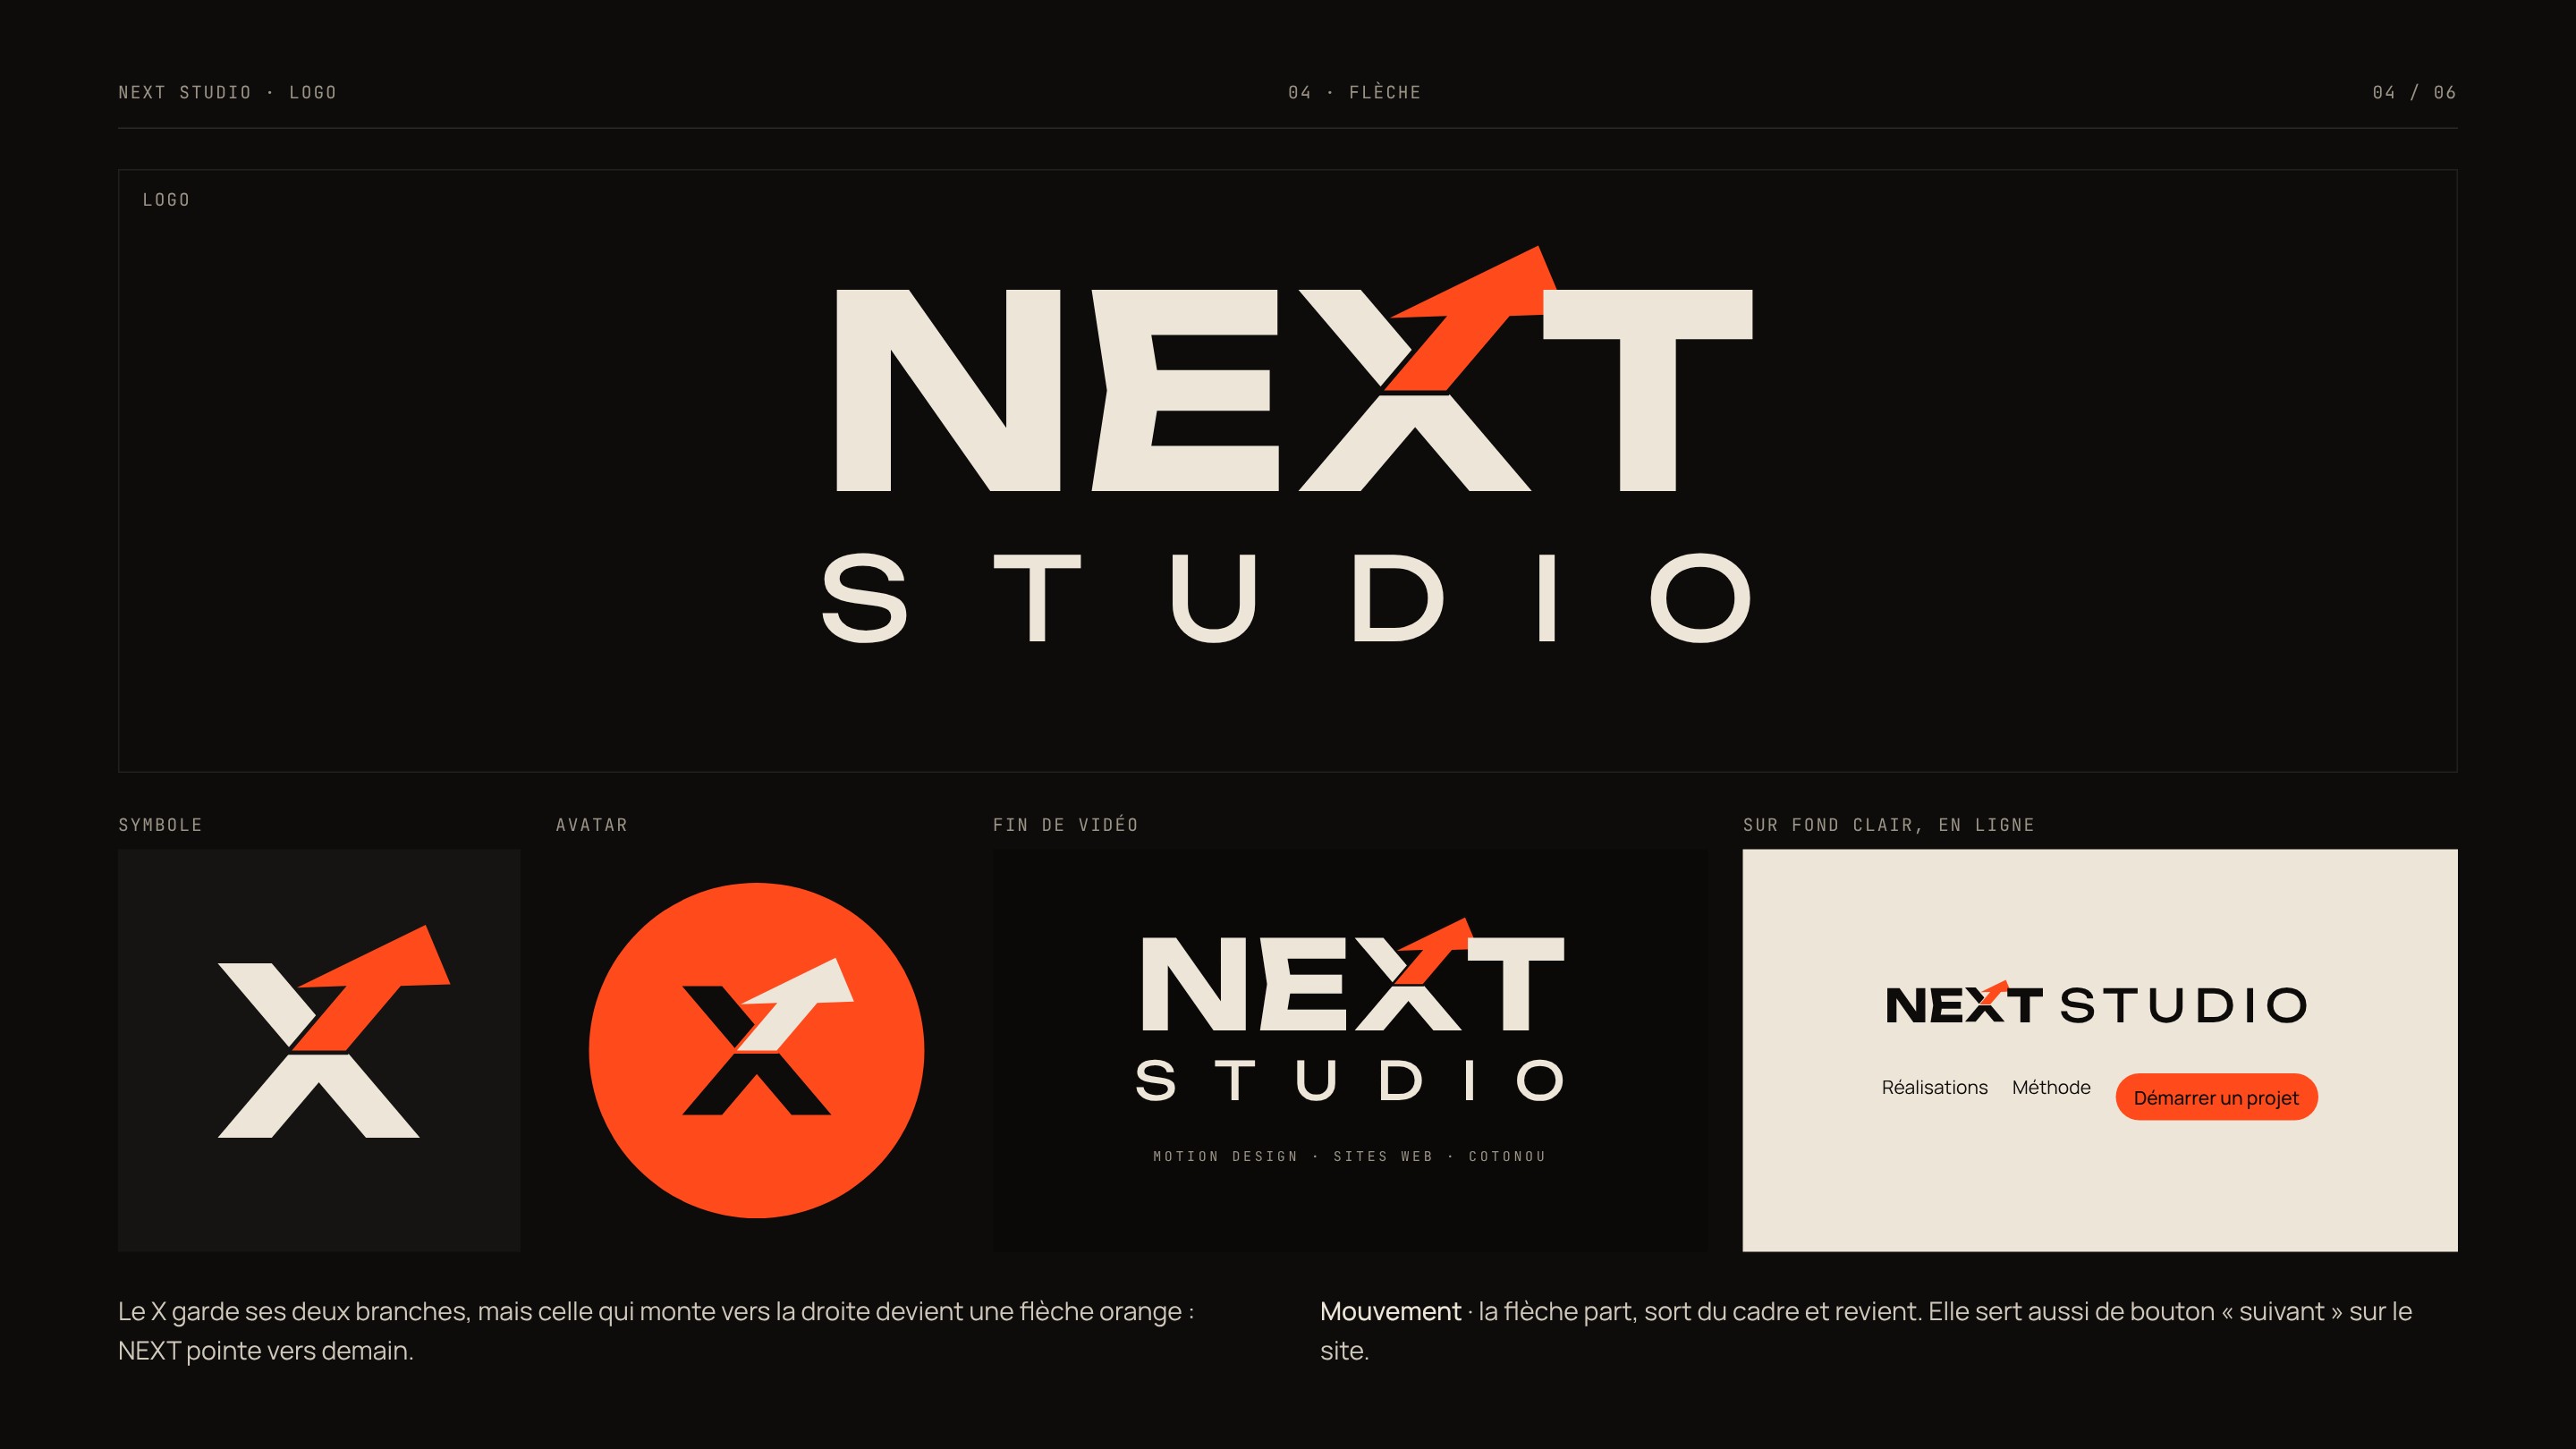 NEXT STUDIO · LOGO
04 · FLÈCHE
04 / 06
LOGO
NEXT
STUDIO
SYMBOLE
AVATAR
FIN DE VIDÉO
SUR FOND CLAIR, EN LIGNE
X
X
NEXT
STUDIO
MOTION DESIGN · SITES WEB · COTONOU
NEXT STUDIO
Réalisations Méthode Démarrer un projet
Le X garde ses deux branches, mais celle qui monte vers la droite devient une flèche orange :
NEXT pointe vers demain.
Mouvement · la flèche part, sort du cadre et revient. Elle sert aussi de bouton « suivant » sur le
site.